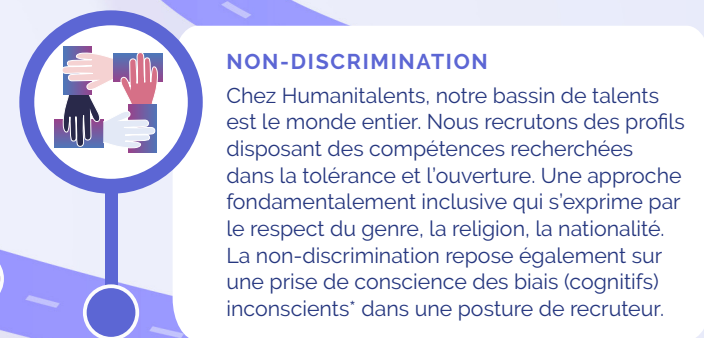 NON-DISCRIMINATION
Chez Humanitalents, notre bassin de talents
est le monde entier. Nous recrutons des profils
disposant des compétences recherchées
dans la tolérance et l'ouverture. Une approche
fondamentalement inclusive qui s'exprime par
le respect du genre, la religion, la nationalité.
La non-discrimination repose également sur
une prise de conscience des biais (cognitifs)
inconscients* dans une posture de recruteur.